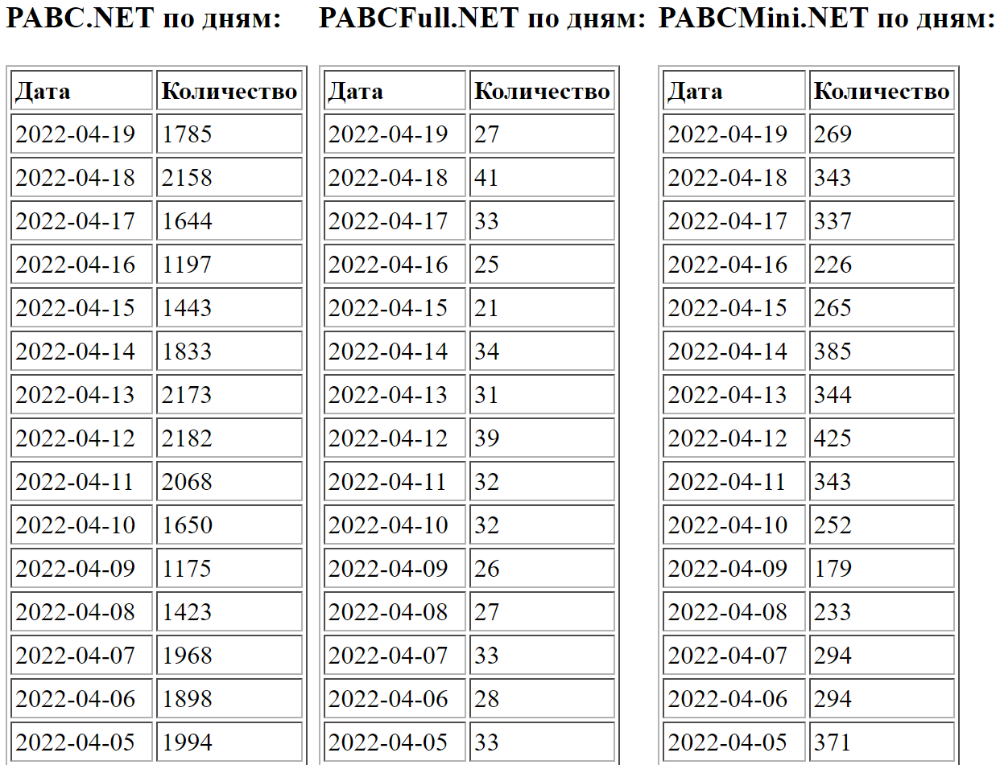 PABC.NET по дням: PABCFull.NET по дням: PABCMini.NET по дням:
Дата Количество Дата Количество Дата Количество
2022-04-19 1785 2022-04-19 27 2022-04-19 269
2022-04-18 2158 2022-04-18 41 2022-04-18 343
2022-04-17 1644 2022-04-17 33 2022-04-17 337
2022-04-16 1197 2022-04-16 25 2022-04-16 226
2022-04-15 1443 2022-04-15 21 2022-04-15 265
2022-04-14 1833 2022-04-14 34 2022-04-14 385
2022-04-13 2173 2022-04-13 31 2022-04-13 344
2022-04-12 2182 2022-04-12 39 2022-04-12 425
2022-04-11 2068 2022-04-11 32 2022-04-11 343
2022-04-10 1650 2022-04-10 32 2022-04-10 252
2022-04-09 1175 2022-04-09 26 2022-04-09 179
2022-04-08 1423 2022-04-08 27 2022-04-08 233
2022-04-07 1968 2022-04-07 33 2022-04-07 294
2022-04-06 1898 2022-04-06 28 2022-04-06 294
2022-04-05 1994 2022-04-05 33 2022-04-05 371